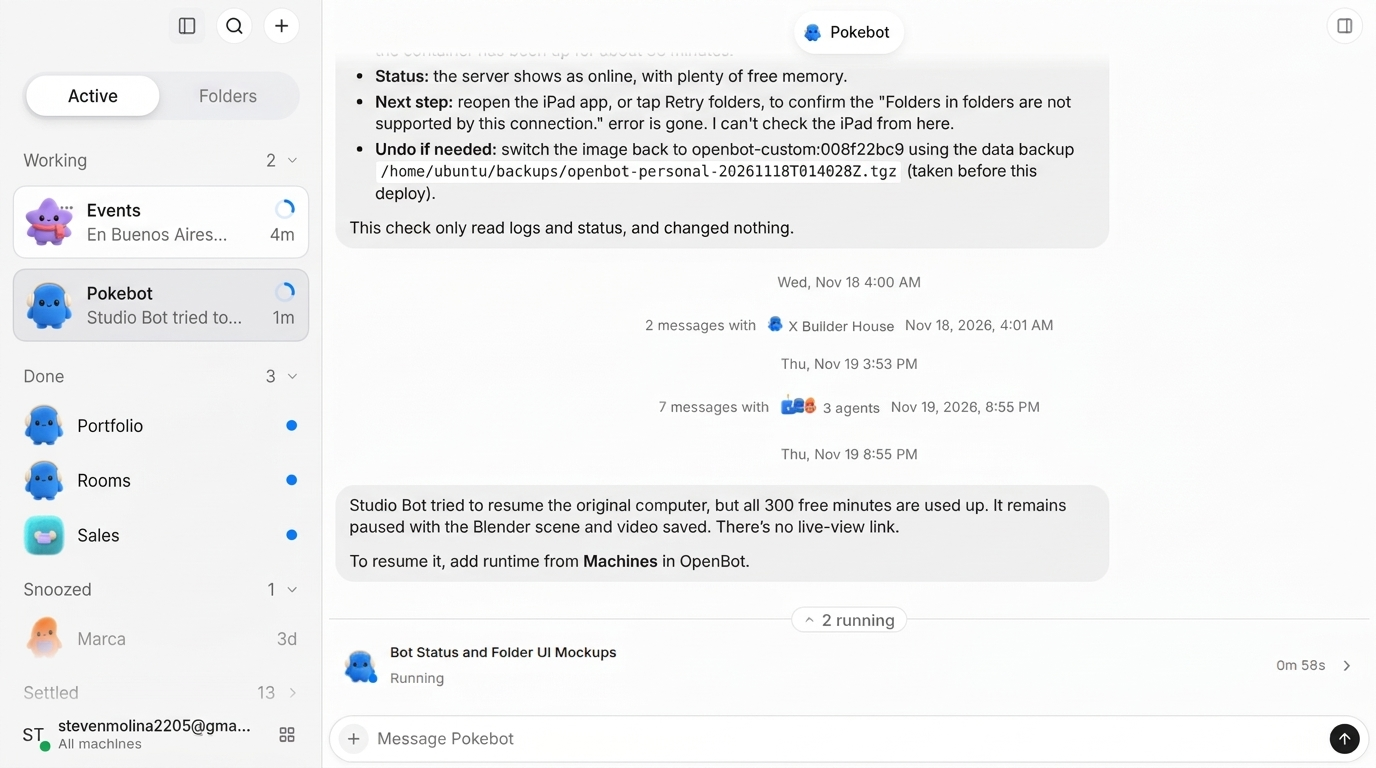 Active
Folders
Working 2
Events
En Buenos Aires...
4m
Pokebot
Studio Bot tried to...
1m
Done 3
Portfolio
Rooms
Sales
Snoozed 1
Marca
3d
Settled 13
ST
stevenmolina2205@gma...
All machines
Pokebot
the container has been up for about 38 minutes.
• Status: the server shows as online, with plenty of free memory.
• Next step: reopen the iPad app, or tap Retry folders, to confirm the "Folders in folders are not
supported by this connection." error is gone. I can't check the iPad from here.
• Undo if needed: switch the image back to openbot-custom:008f22bc9 using the data backup
/home/ubuntu/backups/openbot-personal-20261118T014028Z.tgz (taken before this
deploy).
This check only read logs and status, and changed nothing.
Wed, Nov 18 4:00 AM
2 messages with X Builder House Nov 18, 2026, 4:01 AM
Thu, Nov 19 3:53 PM
7 messages with 3 agents Nov 19, 2026, 8:55 PM
Thu, Nov 19 8:55 PM
Studio Bot tried to resume the original computer, but all 300 free minutes are used up. It remains
paused with the Blender scene and video saved. There’s no live-view link.
To resume it, add runtime from Machines in OpenBot.
2 running
Bot Status and Folder UI Mockups
Running
0m 58s
Message Pokebot